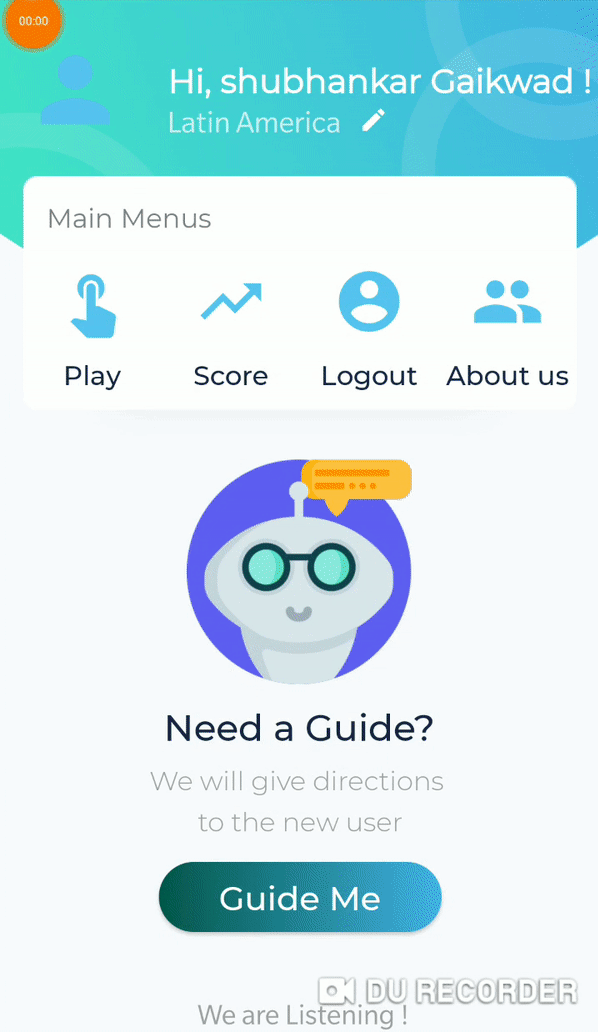 00:00
Hi, shubhankar Gaikwad !
Latin America
Main Menus
Play Score Logout About us
Need a Guide?
We will give directions
to the new user
Guide Me
DU RECORDER
We are Listening !